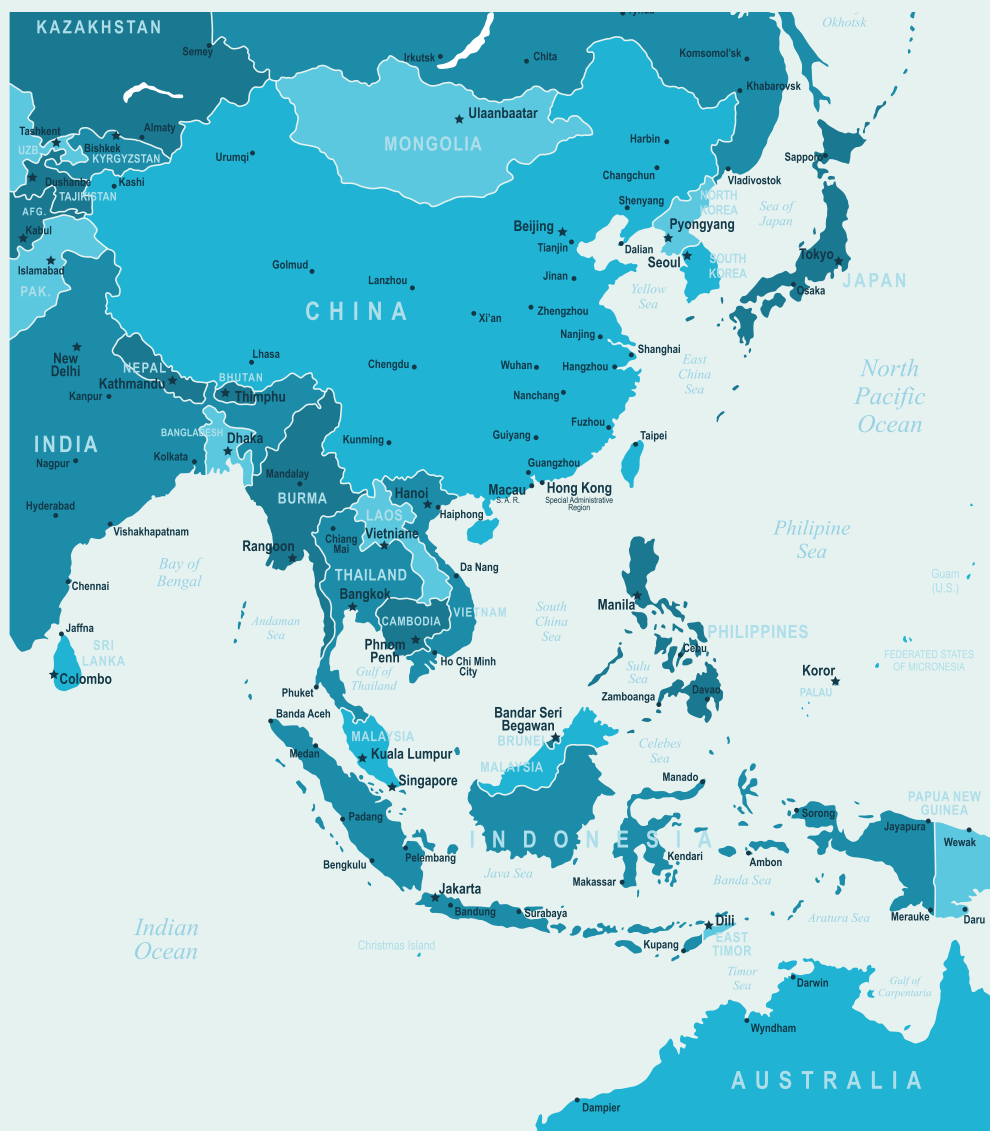 Okhotsk
KAZAKHSTAN
Semey
Irkutsk
Chita
Komsomol'sk
Khabarovsk
Ulaanbaatar
MONGOLIA
Tashkent
Almaty
Bishkek
UZB.
KYRGYZSTAN
Urumqi
Harbin
Sapporo
Changchun
Vladivostok
Dushanbe
Kashi
TAJIKISTAN
AFG.
Shenyang
NORTH
KOREA
Sea of
Japan
Kabul
Beijing
Pyongyang
Tianjin
Dalian
Tokyo
Islamabad
Golmud
Seoul
SOUTH
KOREA
PAK.
Lanzhou
Jinan
JAPAN
Yellow
Sea
Osaka
CHINA
Xi'an
Zhengzhou
Nanjing
Shanghai
New
Delhi
Lhasa
NEPAL
Chengdu
Wuhan
Hangzhou
East
China
Sea
North
Pacific
Ocean
Kathmandu
BHUTAN
Thimphu
Kanpur
Nanchang
BANGLADESH
Dhaka
Fuzhou
INDIA
Kunming
Guiyang
Taipei
Nagpur
Kolkata
Guangzhou
Mandalay
BURMA
Hanoi
Macau
S. A. R.
Hong Kong
Special Administrative
Region
Hyderabad
LAOS
Haiphong
Vishakhapatnam
Vietniane
Chiang
Mai
Philipine
Sea
Rangoon
Bay of
Bengal
THAILAND
Da Nang
Guam
(U.S.)
Chennai
Bangkok
Manila
Andaman
Sea
CAMBODIA
VIETNAM
South
China
Sea
Jaffna
PHILIPPINES
SRI
LANKA
Phnom
Penh
Cebu
FEDERATED STATES
OF MICRONESIA
Colombo
Gulf of
Thailand
Ho Chi Minh
City
Sulu
Sea
Koror
PALAU
Phuket
Zamboanga
Davao
Banda Aceh
Bandar Seri
Begawan
MALAYSIA
BRUNEI
Celebes
Sea
Medan
Kuala Lumpur
MALAYSIA
Singapore
Manado
PAPUA NEW
GUINEA
Padang
Sorong
Jayapura
INDONESIA
Wewak
Bengkulu
Pelembang
Kendari
Ambon
Java Sea
Makassar
Banda Sea
Jakarta
Bandung
Surabaya
Dili
Aratura Sea
Merauke
Daru
Indian
Ocean
Christmas Island
Kupang
EAST
TIMOR
Timor
Sea
Darwin
Gulf of
Carpentaria
Wyndham
AUSTRALIA
Dampier